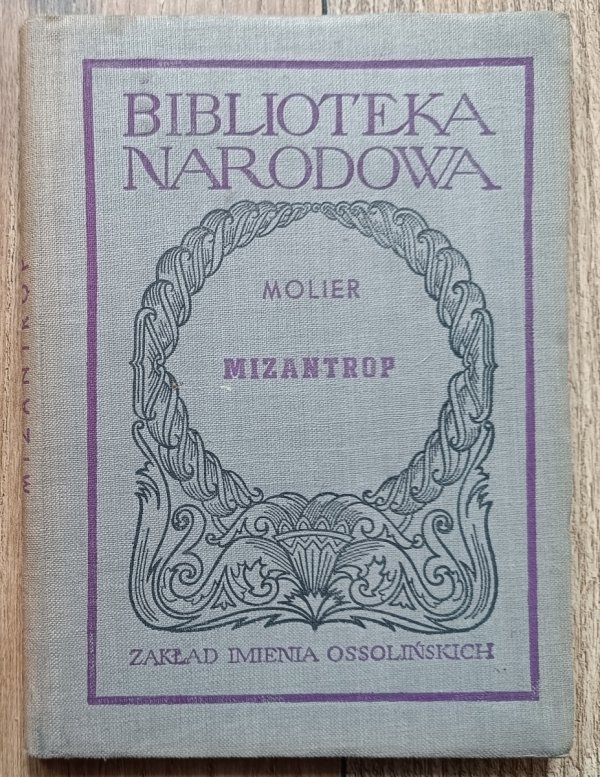 BIBLIOTEKA
NARODOWA
MOLIER
MIZANTROP
ZAKŁAD IMIENIA OSSOLIŃSKICH
MIZANTROP